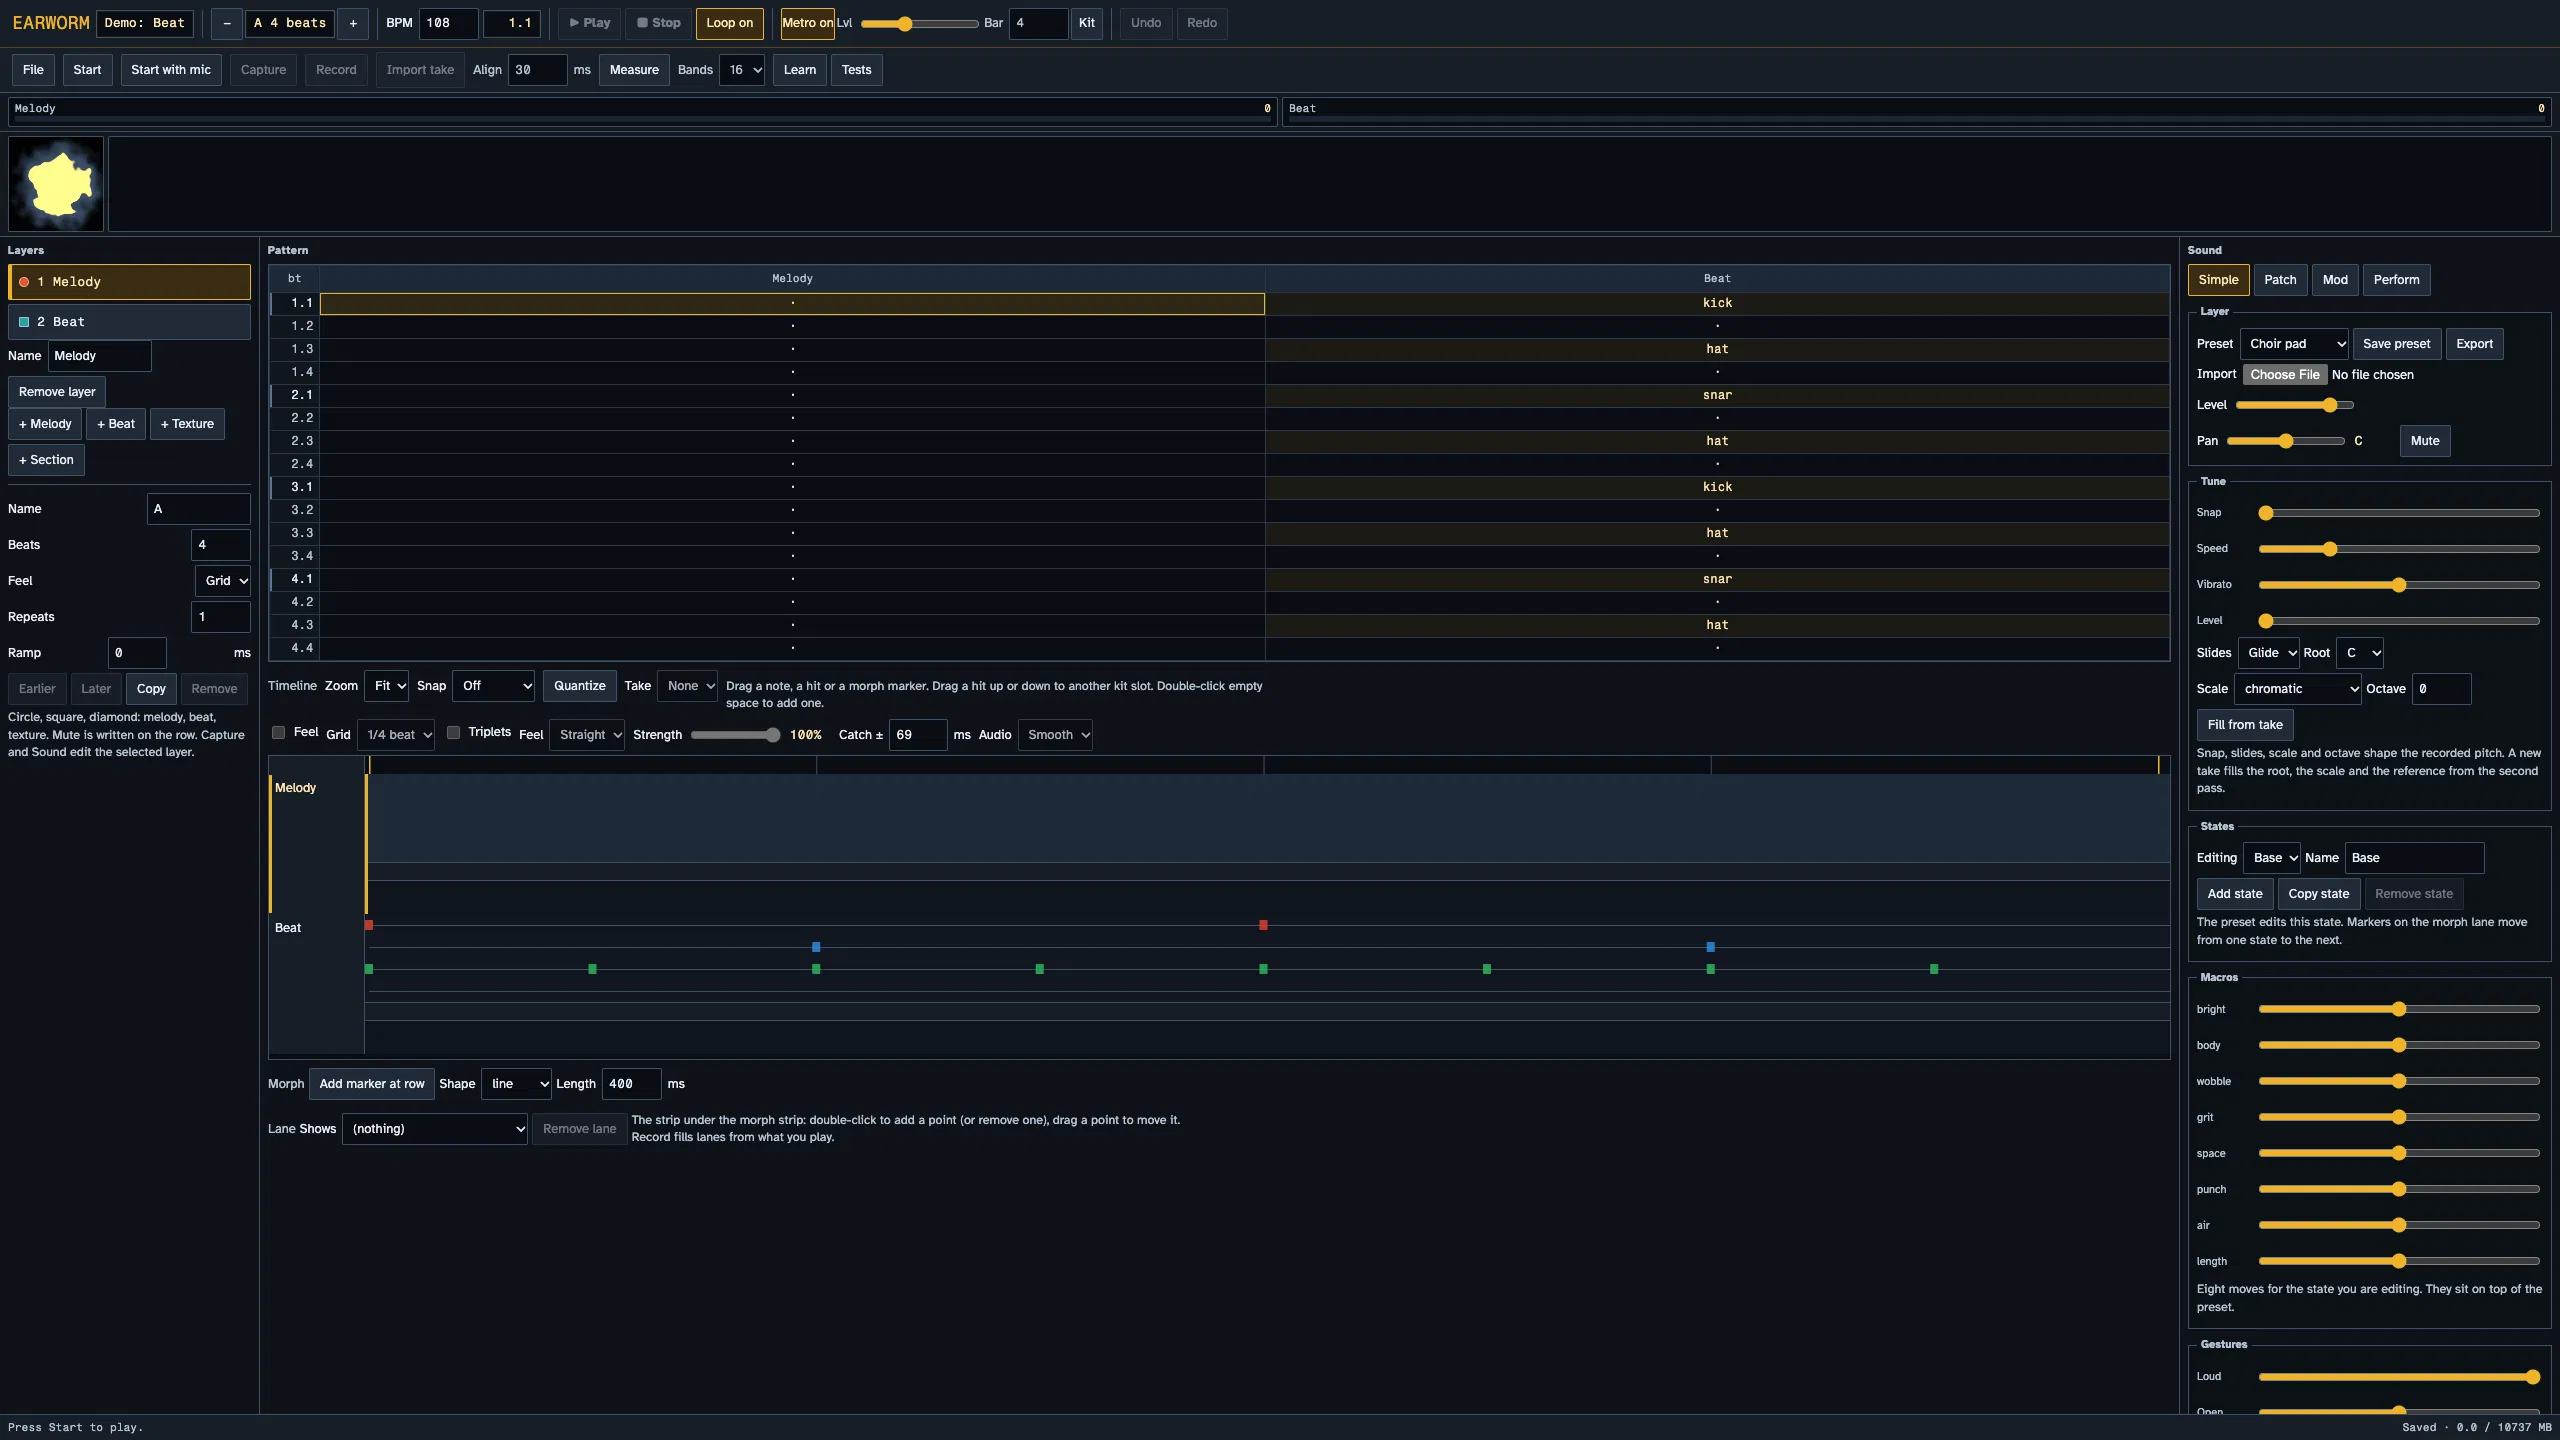 EARWORM Demo: Beat − A 4 beats + BPM 108 1.1 ▶ Play ■ Stop Loop on Metro on Lvl Bar 4 Kit Undo Redo
File Start Start with mic Capture Record Import take Align 30 ms Measure Bands 16 Learn Tests
Melody 0 Beat 0
Layers
1 Melody
2 Beat
Name Melody
Remove layer
+ Melody + Beat + Texture
+ Section
Name A
Beats 4
Feel Grid
Repeats 1
Ramp 0 ms
Earlier Later Copy Remove
Circle, square, diamond: melody, beat,
texture. Mute is written on the row. Capture
and Sound edit the selected layer.
Pattern
bt Melody Beat
1.1 · kick
1.2 · ·
1.3 · hat
1.4 · ·
2.1 · snar
2.2 · ·
2.3 · hat
2.4 · ·
3.1 · kick
3.2 · ·
3.3 · hat
3.4 · ·
4.1 · snar
4.2 · ·
4.3 · hat
4.4 · ·
Timeline Zoom Fit Snap Off Quantize Take None Drag a note, a hit or a morph marker. Drag a hit up or down to another kit slot. Double-click empty
space to add one.
Feel Grid 1/4 beat Triplets Feel Straight Strength 100% Catch ± 69 ms Audio Smooth
Melody
Beat
Morph Add marker at row Shape line Length 400 ms
Lane Shows (nothing) Remove lane The strip under the morph strip: double-click to add a point (or remove one), drag a point to move it.
Record fills lanes from what you play.
Sound
Simple Patch Mod Perform
Layer
Preset Choir pad Save preset Export
Import Choose File No file chosen
Level
Pan C Mute
Tune
Snap
Speed
Vibrato
Level
Slides Glide Root C
Scale chromatic Octave 0
Fill from take
Snap, slides, scale and octave shape the recorded pitch. A new
take fills the root, the scale and the reference from the second
pass.
States
Editing Base Name Base
Add state Copy state Remove state
The preset edits this state. Markers on the morph lane move
from one state to the next.
Macros
bright
body
wobble
grit
space
punch
air
length
Eight moves for the state you are editing. They sit on top of the
preset.
Gestures
Loud
Open
Press Start to play. Saved · 0.0 / 10737 MB